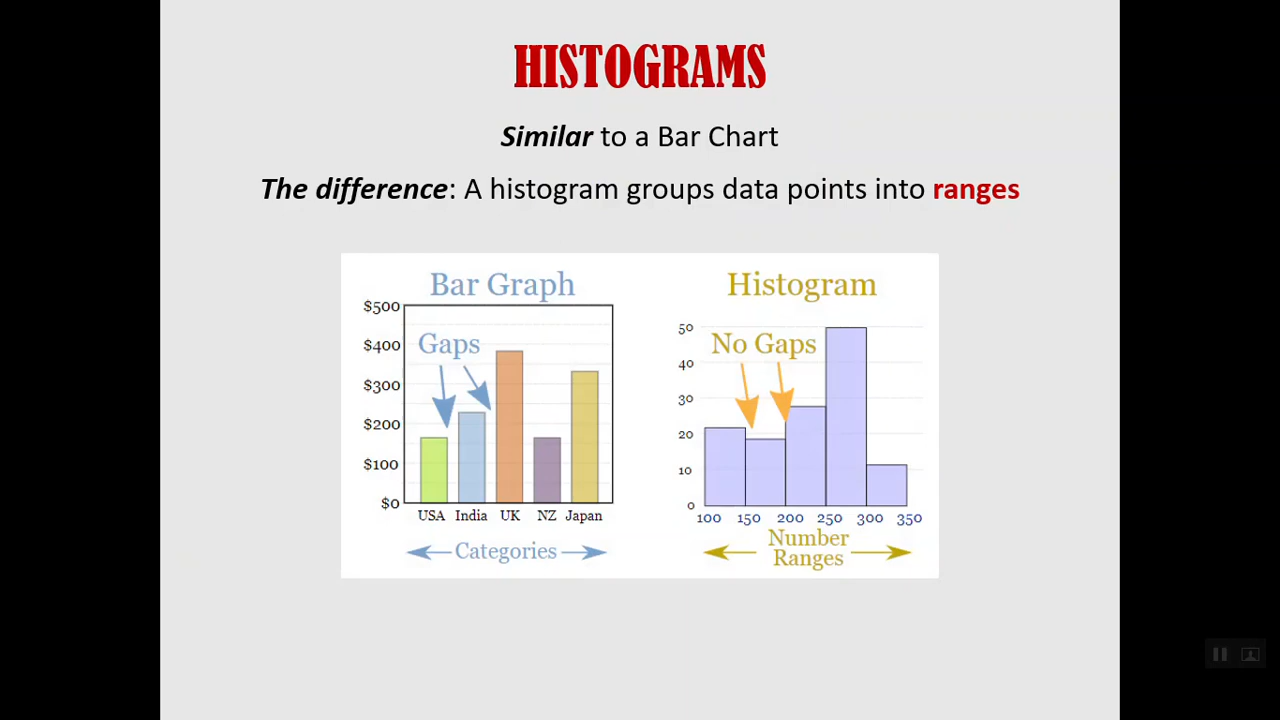 HISTOGRAMS
Similar to a Bar Chart
The difference: A histogram groups data points into ranges
Bar Graph
$500
$400
$300
$200
$100
$0
Gaps
USA India UK NZ Japan
Categories
Histogram
50
40
30
20
10
0
No Gaps
100 150 200 250 300 350
Number
Ranges